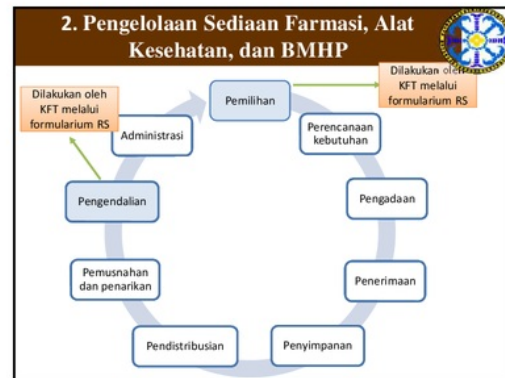 2. Pengelolaan Sediaan Farmasi, Alat
Kesehatan, dan BMHP
Dilakukan oleh
KFT melalui
formularium RS
Dilakukan oleh
KFT melalui
formularium RS
Pemilihan
Perencanaan
kebutuhan
Pengadaan
Penerimaan
Penyimpanan
Pendistribusian
Pemusnahan
dan penarikan
Pengendalian
Administrasi